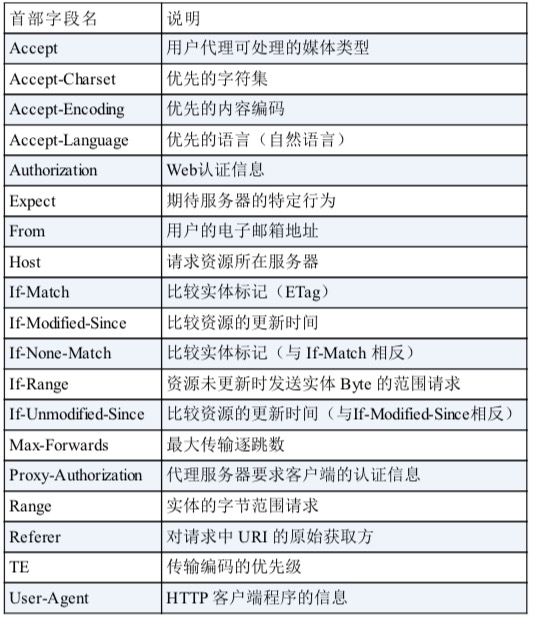 首部字段名 说明
Accept 用户代理可处理的媒体类型
Accept-Charset 优先的字符集
Accept-Encoding 优先的内容编码
Accept-Language 优先的语言（自然语言）
Authorization Web认证信息
Expect 期待服务器的特定行为
From 用户的电子邮箱地址
Host 请求资源所在服务器
If-Match 比较实体标记（ETag）
If-Modified-Since 比较资源的更新时间
If-None-Match 比较实体标记（与 If-Match 相反）
If-Range 资源未更新时发送实体 Byte 的范围请求
If-Unmodified-Since 比较资源的更新时间（与If-Modified-Since相反）
Max-Forwards 最大传输逐跳数
Proxy-Authorization 代理服务器要求客户端的认证信息
Range 实体的字节范围请求
Referer 对请求中 URI 的原始获取方
TE 传输编码的优先级
User-Agent HTTP 客户端程序的信息